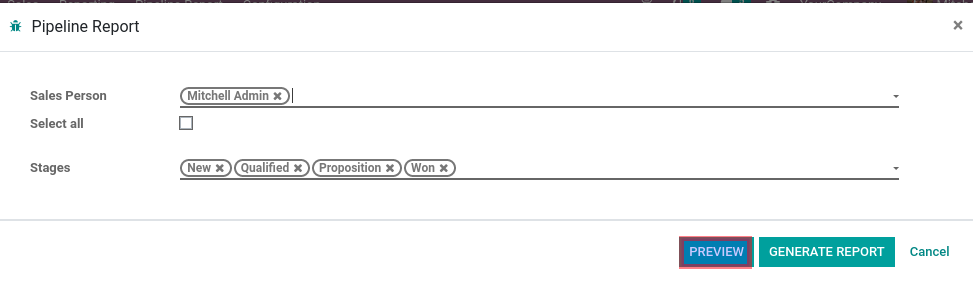 Pipeline Report ×
Sales Person Mitchell Admin ×
Select all
Stages New × Qualified × Proposition × Won ×
PREVIEW GENERATE REPORT Cancel